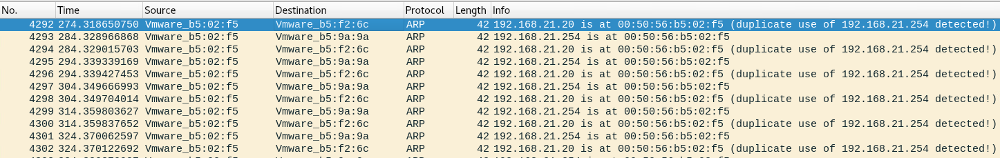 No. Time Source Destination Protocol Length Info
4292 274.318650750 Vmware_b5:02:f5 Vmware_b5:f2:6c ARP 42 192.168.21.20 is at 00:50:56:b5:02:f5 (duplicate use of 192.168.21.254 detected!)
4293 284.328966868 Vmware_b5:02:f5 Vmware_b5:9a:9a ARP 42 192.168.21.254 is at 00:50:56:b5:02:f5
4294 284.329015703 Vmware_b5:02:f5 Vmware_b5:f2:6c ARP 42 192.168.21.20 is at 00:50:56:b5:02:f5 (duplicate use of 192.168.21.254 detected!)
4295 294.339339169 Vmware_b5:02:f5 Vmware_b5:9a:9a ARP 42 192.168.21.254 is at 00:50:56:b5:02:f5
4296 294.339427453 Vmware_b5:02:f5 Vmware_b5:f2:6c ARP 42 192.168.21.20 is at 00:50:56:b5:02:f5 (duplicate use of 192.168.21.254 detected!)
4297 304.349666993 Vmware_b5:02:f5 Vmware_b5:9a:9a ARP 42 192.168.21.254 is at 00:50:56:b5:02:f5
4298 304.349704014 Vmware_b5:02:f5 Vmware_b5:f2:6c ARP 42 192.168.21.20 is at 00:50:56:b5:02:f5 (duplicate use of 192.168.21.254 detected!)
4299 314.359803627 Vmware_b5:02:f5 Vmware_b5:9a:9a ARP 42 192.168.21.254 is at 00:50:56:b5:02:f5
4300 314.359837652 Vmware_b5:02:f5 Vmware_b5:f2:6c ARP 42 192.168.21.20 is at 00:50:56:b5:02:f5 (duplicate use of 192.168.21.254 detected!)
4301 324.370062597 Vmware_b5:02:f5 Vmware_b5:9a:9a ARP 42 192.168.21.254 is at 00:50:56:b5:02:f5
4302 324.370122692 Vmware_b5:02:f5 Vmware_b5:f2:6c ARP 42 192.168.21.20 is at 00:50:56:b5:02:f5 (duplicate use of 192.168.21.254 detected!)